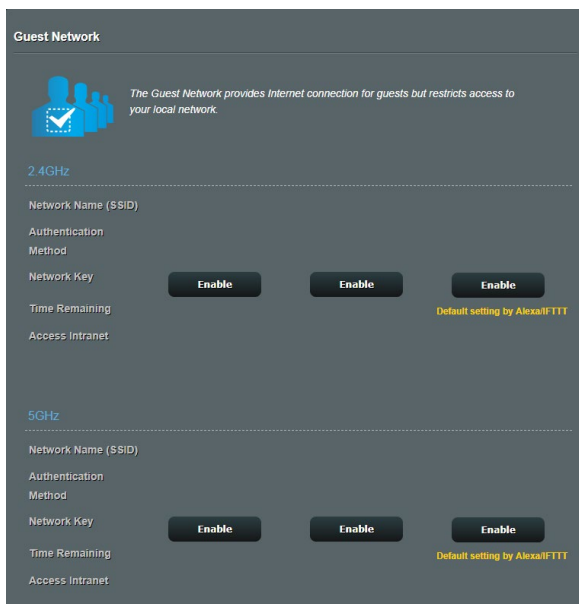 Guest Network
The Guest Network provides Internet connection for guests but restricts access to
your local network.
2.4GHz
Network Name (SSID)
Authentication
Method
Network Key
Enable Enable Enable
Time Remaining
Default setting by Alexa/IFTTT
Access Intranet
5GHz
Network Name (SSID)
Authentication
Method
Network Key
Enable Enable Enable
Time Remaining
Default setting by Alexa/IFTTT
Access Intranet